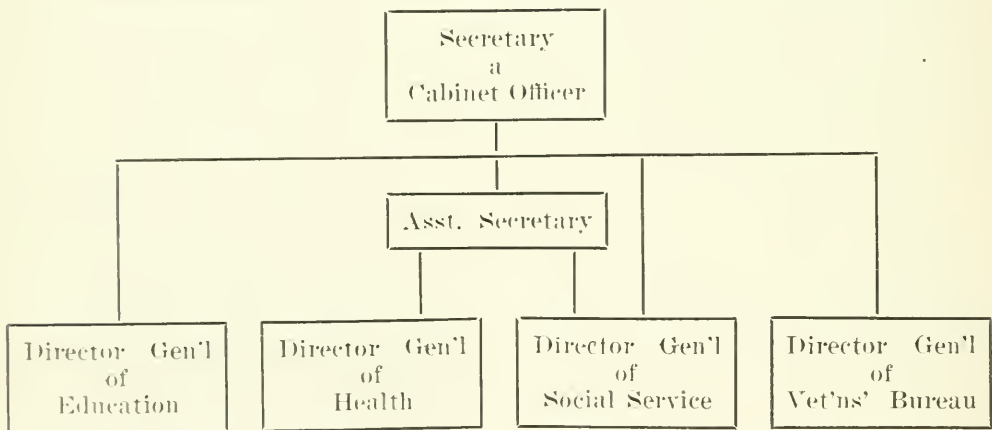 Secretary
a
Cabinet Officer
Asst. Secretary
Director Gen'l
of
Education
Director Gen'l
of
Health
Director Gen'l
of
Social Service
Director Gen'l
of
Vet'ns' Bureau